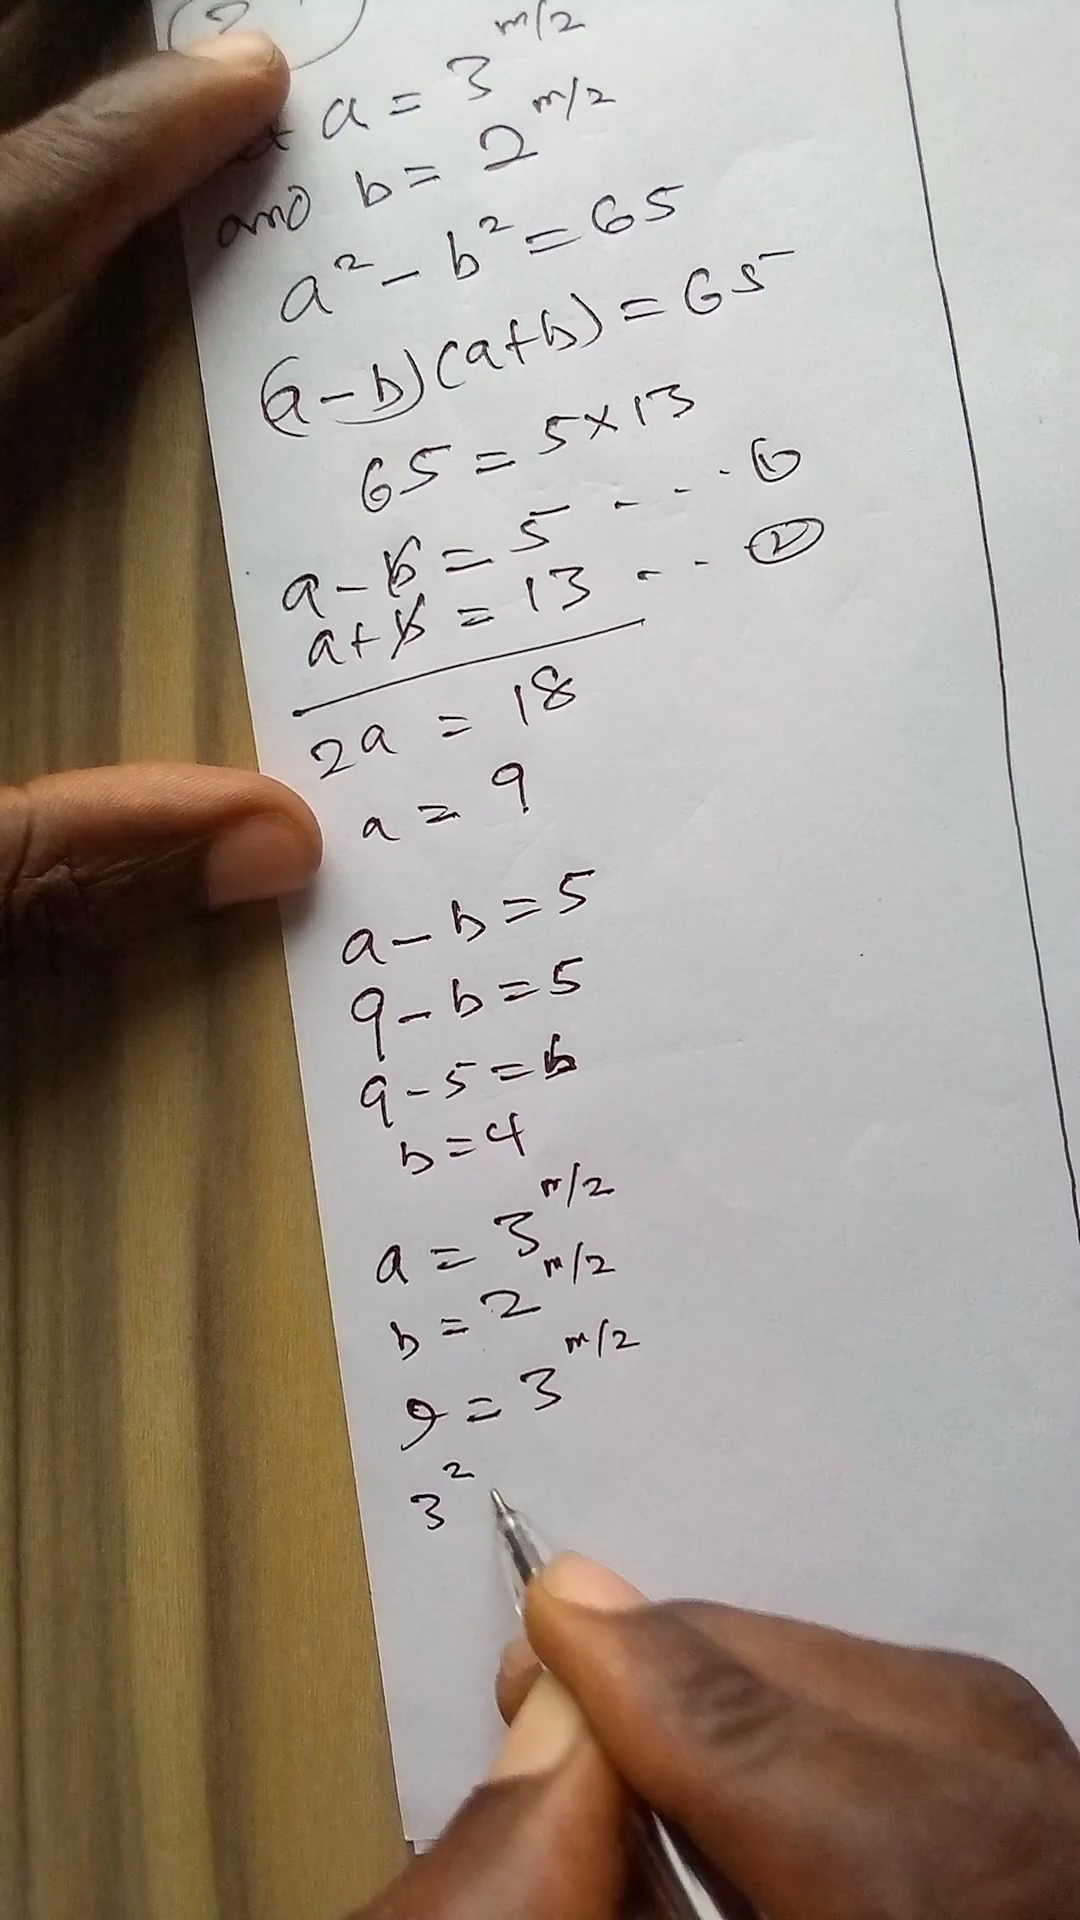 a = 3^m/2
and b = 2^m/2
a² - b² = 65
(a-b)(a+b) = 65
65 = 5×13
a-b = 5 - - - ①
a+b = 13 - - - ②
2a = 18
a = 9
a-b=5
9-b=5
9-5=b
b=4
a = 3^m/2
b = 2^m/2
9 = 3^m/2
3²